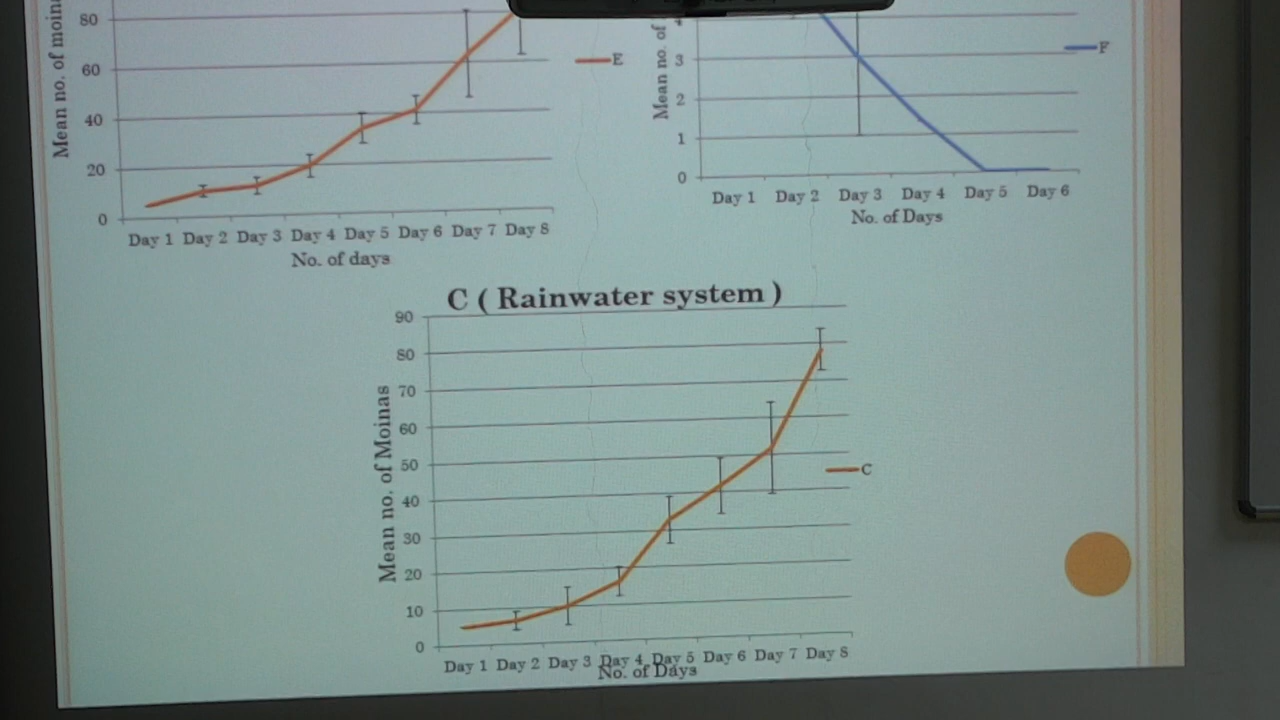 Mean no. of moina
80
60
40
20
0
Day 1 Day 2 Day 3 Day 4 Day 5 Day 6 Day 7 Day 8
No. of days
E
Mean no. of
4
3
2
1
0
Day 1 Day 2 Day 3 Day 4 Day 5 Day 6
No. of Days
F
C ( Rainwater system )
Mean no. of Moinas
90
80
70
60
50
40
30
20
10
0
Day 1 Day 2 Day 3 Day 4 Day 5 Day 6 Day 7 Day 8
No. of Days
C